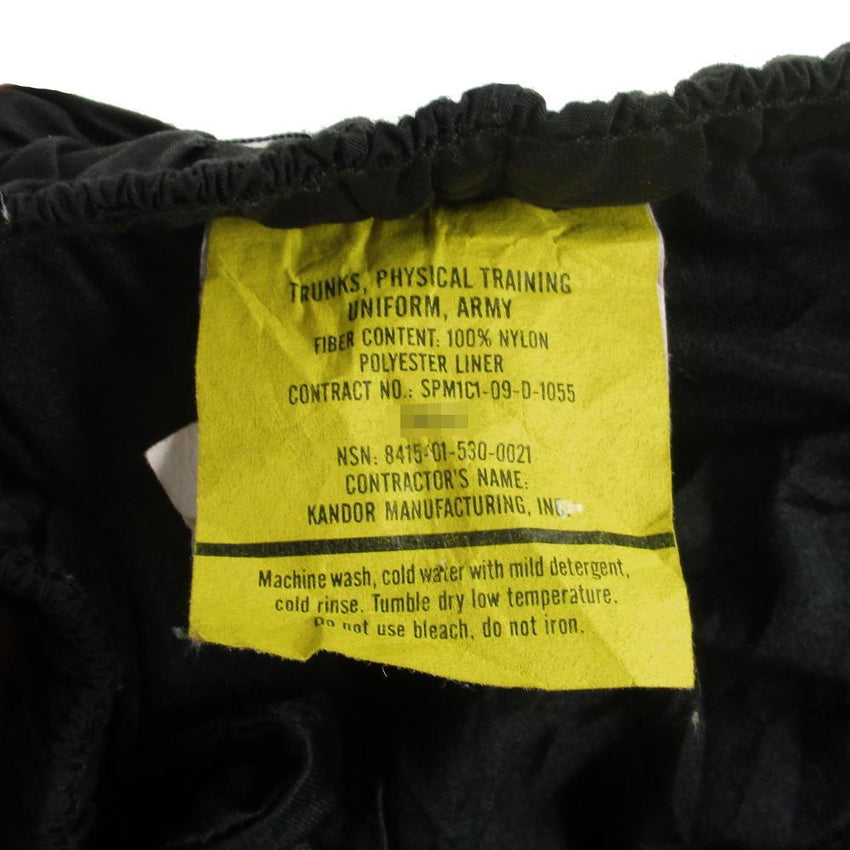 TRUNKS, PHYSICAL TRAINING
UNIFORM, ARMY
FIBER CONTENT: 100% NYLON
POLYESTER LINER
CONTRACT NO.: SPM1C1-09-D-1055
NSN: 8415-01-530-0021
CONTRACTOR'S NAME:
KANDOR MANUFACTURING, INC.
Machine wash, cold water with mild detergent,
cold rinse. Tumble dry low temperature.
Do not use bleach, do not iron.